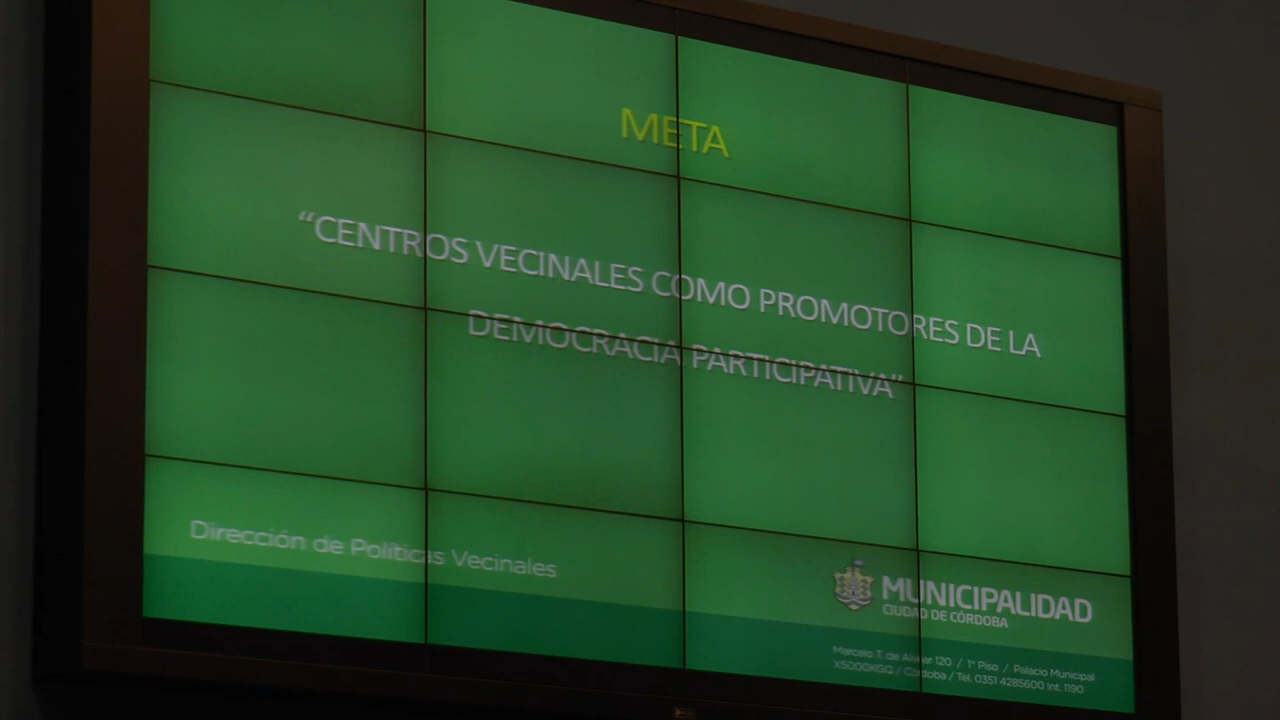 META
“CENTROS VECINALES COMO PROMOTORES DE LA
DEMOCRACIA PARTICIPATIVA”
Dirección de Políticas Vecinales
MUNICIPALIDAD
CIUDAD DE CÓRDOBA
Marcelo T. de Alvear 120 / 1° Piso / Palacio Municipal
X5000KGQ / Córdoba / Tel. 0351 4285600 Int. 1190